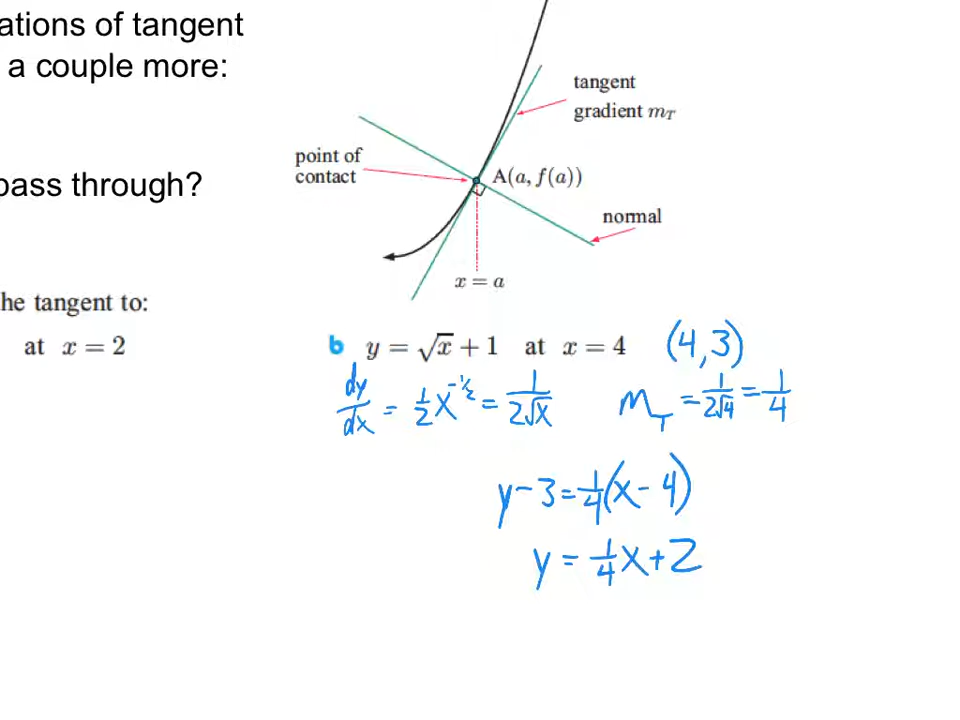 ations of tangent
a couple more:
pass through?
tangent
gradient m_T
point of
contact
A(a, f(a))
normal
x = a
he tangent to:
at x = 2
b y = √x + 1 at x = 4 (4,3)
dy/dx = 1/2 x^(-1/2) = 1/(2√x) m_T = 1/(2√4) = 1/4
y - 3 = 1/4(x - 4)
y = 1/4 x + 2